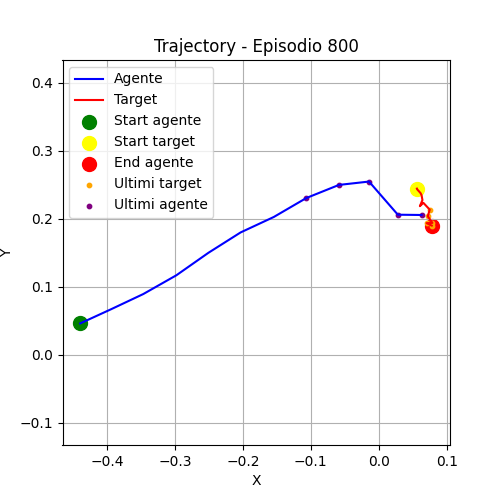 Trajectory - Episodio 800
Agente
Target
Start agente
Start target
End agente
Ultimi target
Ultimi agente
0.4
0.3
0.2
0.1
0.0
−0.1
Y
−0.4
−0.3
−0.2
−0.1
0.0
0.1
X